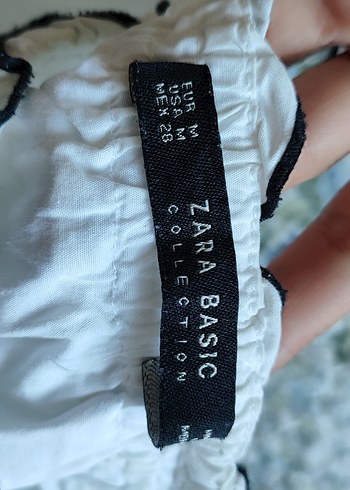 EUR M
USA M
MEX 28
ZARA BASIC
COLLECTION